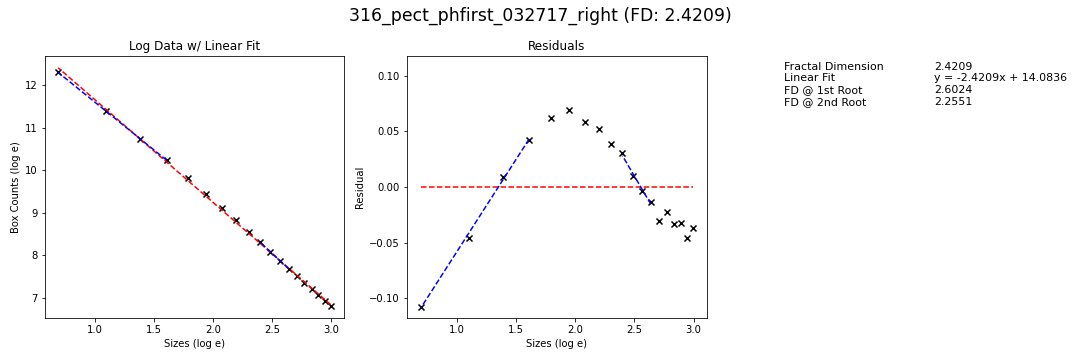 316_pect_phfirst_032717_right (FD: 2.4209)
Log Data w/ Linear Fit
12
11
10
9
8
7
1.0 1.5 2.0 2.5 3.0
Box Counts (log e)
Sizes (log e)
Residuals
0.10
0.05
0.00
−0.05
−0.10
1.0 1.5 2.0 2.5 3.0
Residual
Sizes (log e)
Fractal Dimension 2.4209
Linear Fit y = -2.4209x + 14.0836
FD @ 1st Root 2.6024
FD @ 2nd Root 2.2551